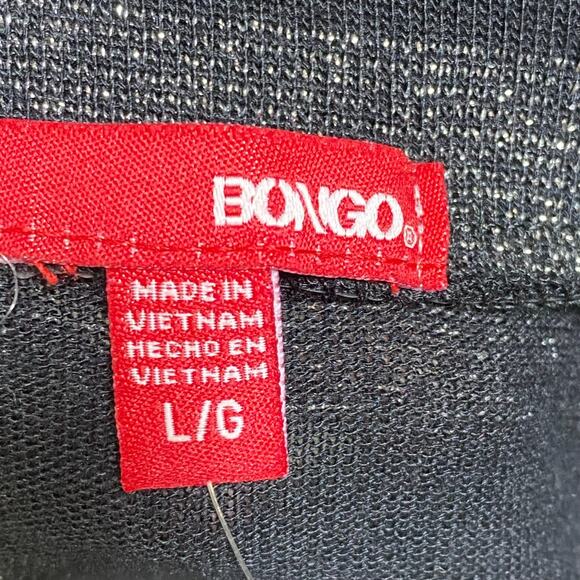 BONGO®
MADE IN
VIETNAM
HECHO EN
VIETNAM
L/G